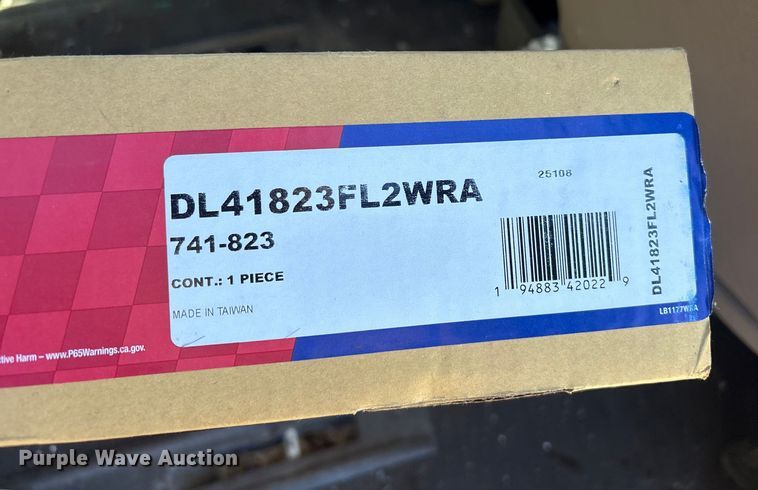 25108
DL41823FL2WRA
741-823
CONT.: 1 PIECE
MADE IN TAIWAN
1 94883 42022 9
DL41823FL2WRA
LB1177WRA
ctive Harm – www.P65Warnings.ca.gov.
Purple Wave Auction